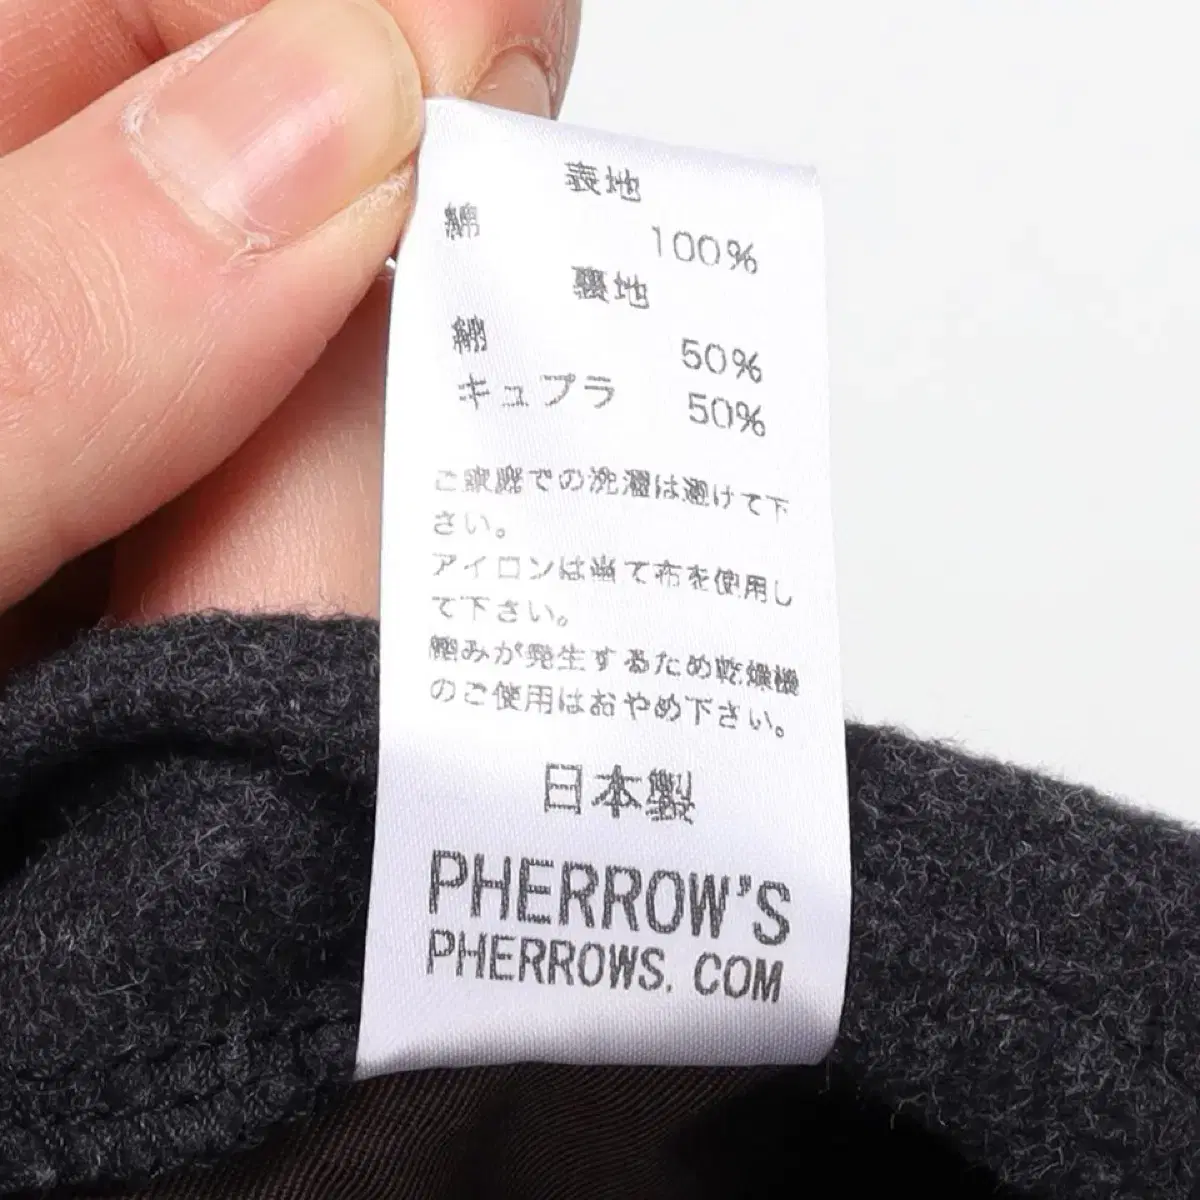 表地
綿 100%
裏地
綿 50%
キュプラ 50%
ご家庭での洗濯は避けて下
さい。
アイロンは当て布を使用し
て下さい。
縮みが発生するため乾燥機
のご使用はおやめ下さい。
日本製
PHERROW'S
PHERROWS. COM